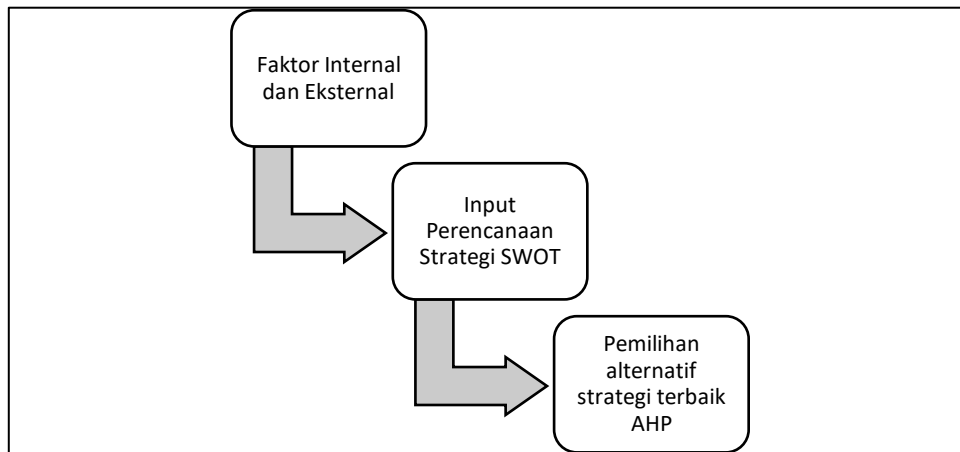 Faktor Internal
dan Eksternal
Input
Perencanaan
Strategi SWOT
Pemilihan
alternatif
strategi terbaik
AHP